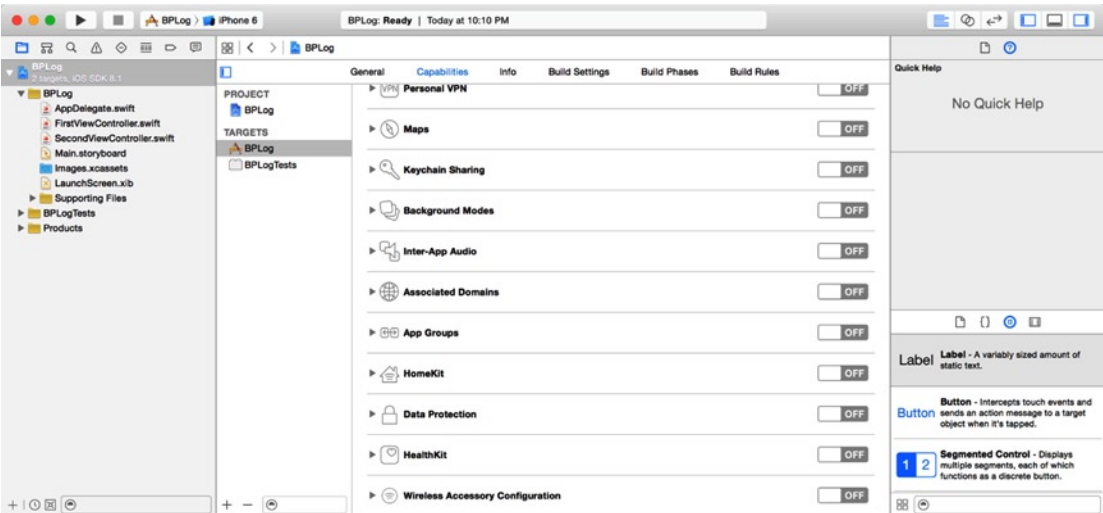 BPLog
iPhone 6
BPLog: Ready | Today at 10:10 PM
BPLog
2 targets, iOS SDK 8.1
BPLog
AppDelegate.swift
FirstViewController.swift
SecondViewController.swift
Main.storyboard
Images.xcassets
LaunchScreen.xib
Supporting Files
BPLogTests
Products
BPLog
General Capabilities Info Build Settings Build Phases Build Rules
PROJECT
BPLog
TARGETS
BPLog
BPLogTests
VPN Personal VPN OFF
Maps OFF
Keychain Sharing OFF
Background Modes OFF
Inter-App Audio OFF
Associated Domains OFF
App Groups OFF
HomeKit OFF
Data Protection OFF
HealthKit OFF
Wireless Accessory Configuration OFF
Quick Help
No Quick Help
Label
Label - A variably sized amount of
static text.
Button
Button - Intercepts touch events and
sends an action message to a target
object when it's tapped.
1 2
Segmented Control - Displays
multiple segments, each of which
functions as a discrete button.